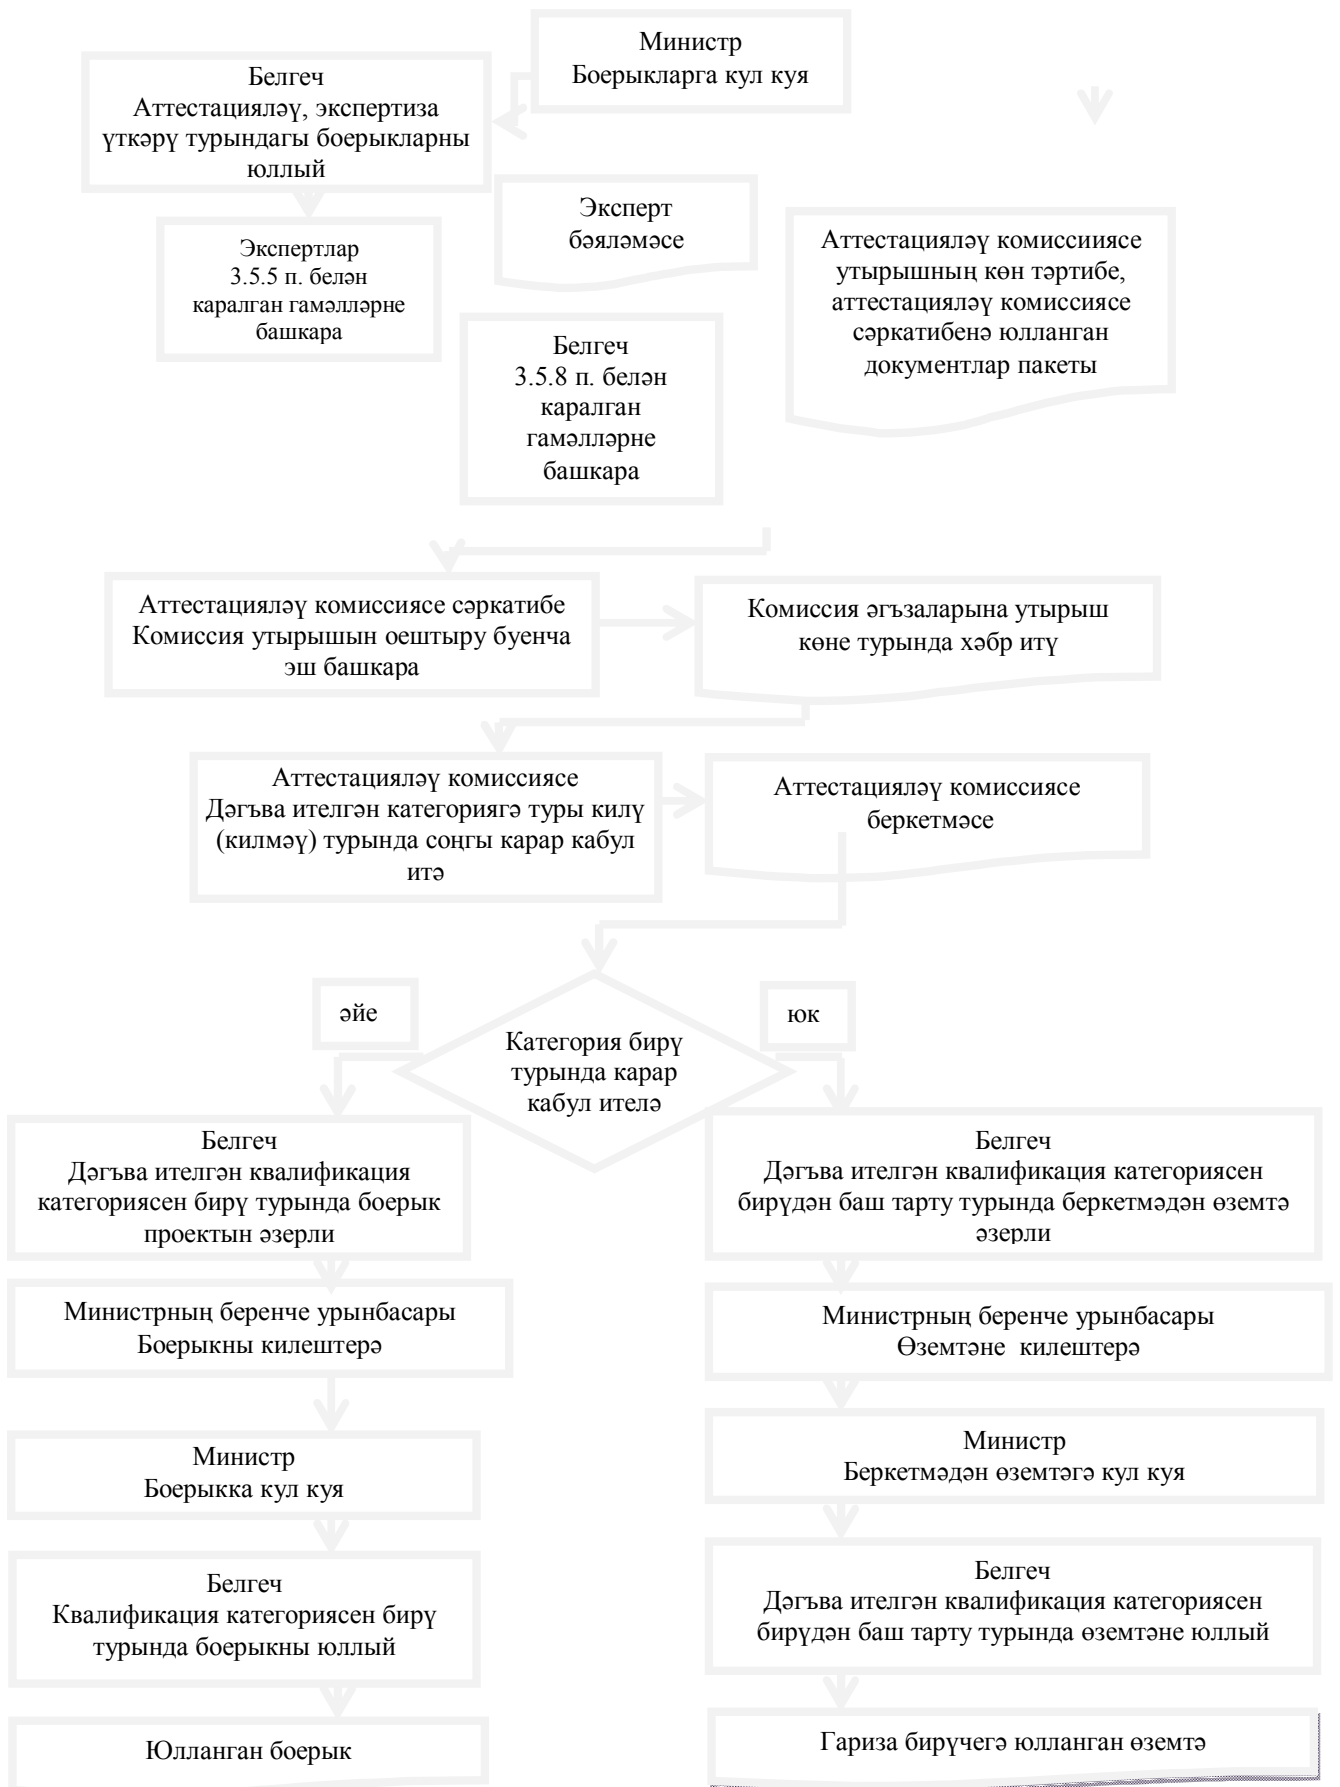 Министр
Боерыкларга кул куя
Белгеч
Аттестацияләү, экспертиза
үткәрү турындагы боерыкларны
юллый
Эксперт
бәяләмәсе
Экспертлар
3.5.5 п. белән
каралган гамәлләрне
башкара
Аттестацияләү комиссииясе
утырышның көн тәртибе,
аттестацияләү комиссиясе
сәркатибенә юлланган
документлар пакеты
Белгеч
3.5.8 п. белән
каралган
гамәлләрне
башкара
Аттестацияләү комиссиясе сәркатибе
Комиссия утырышын оештыру буенча
эш башкара
Комиссия әгъзаларына утырыш
көне турында хәбр итү
Аттестацияләү комиссиясе
Дәгъва ителгән категориягә туры килү
(килмәү) турында соңгы карар кабул
итә
Аттестацияләү комиссиясе
беркетмәсе
әйе
юк
Категория бирү
турында карар
кабул ителә
Белгеч
Дәгъва ителгән квалификация
категориясен бирү турында боерык
проектын әзерли
Белгеч
Дәгъва ителгән квалификация категориясен
бирүдән баш тарту турында беркетмәдән өземтә
әзерли
Министрның беренче урынбасары
Боерыкны килештерә
Министрның беренче урынбасары
Өземтәне  килештерә
Министр
Боерыкка кул куя
Министр
Беркетмәдән өземтәгә кул куя
Белгеч
Квалификация категориясен бирү
турында боерыкны юллый
Белгеч
Дәгъва ителгән квалификация категориясен
бирүдән баш тарту турында өземтәне юллый
Юлланган боерык
Гариза бирүчегә юлланган өземтә